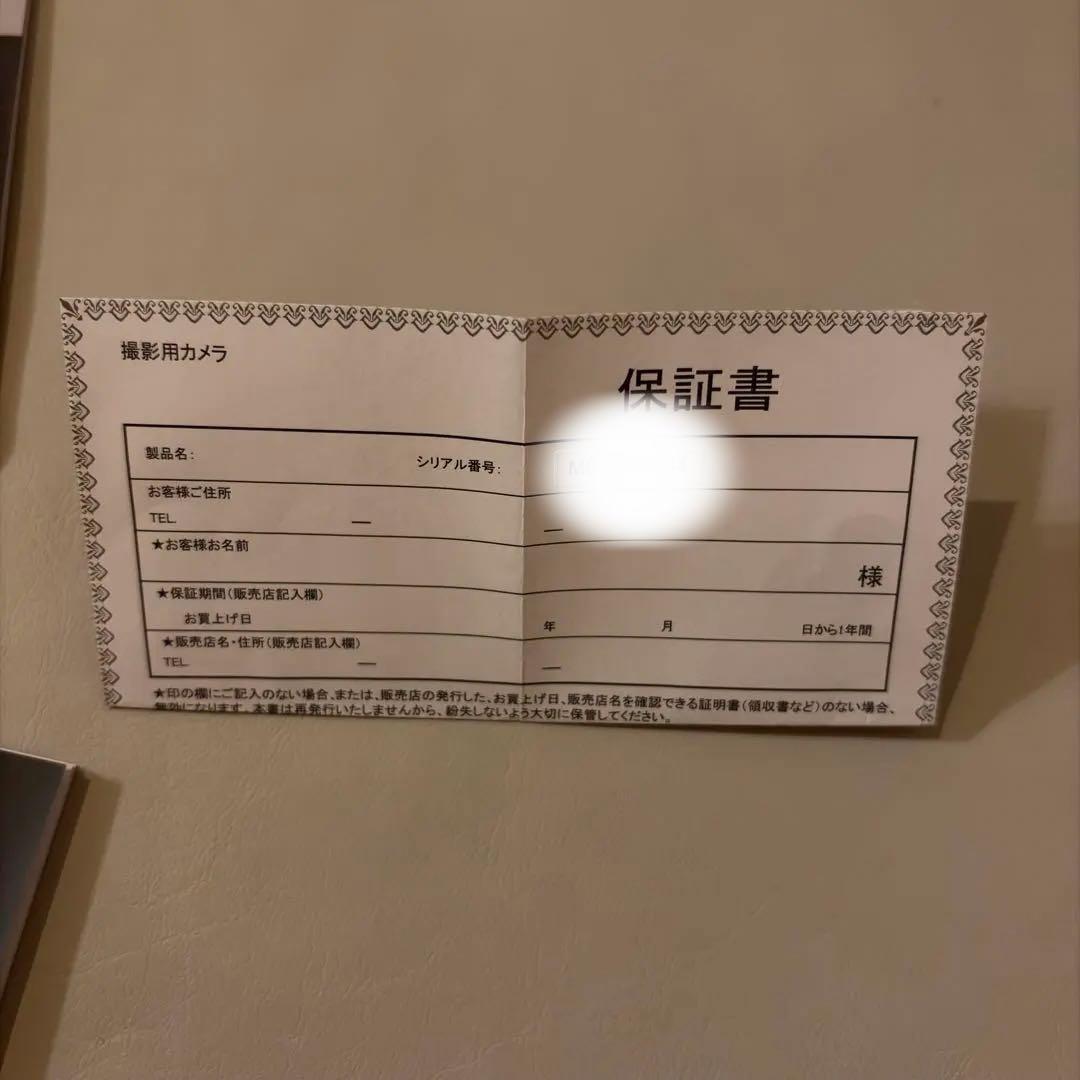 撮影用カメラ
保証書
製品名: シリアル番号:
お客様ご住所
TEL. — —
★お客様お名前
様
★保証期間(販売店記入欄)
お買上げ日 年 月 日から1年間
★販売店名・住所(販売店記入欄)
TEL — —
★印の欄にご記入のない場合、または、販売店の発行した、お買上げ日、販売店名を確認できる証明書(領収書など)のない場合、
無効になります。本書は再発行いたしませんから、紛失しないよう大切に保管してください。